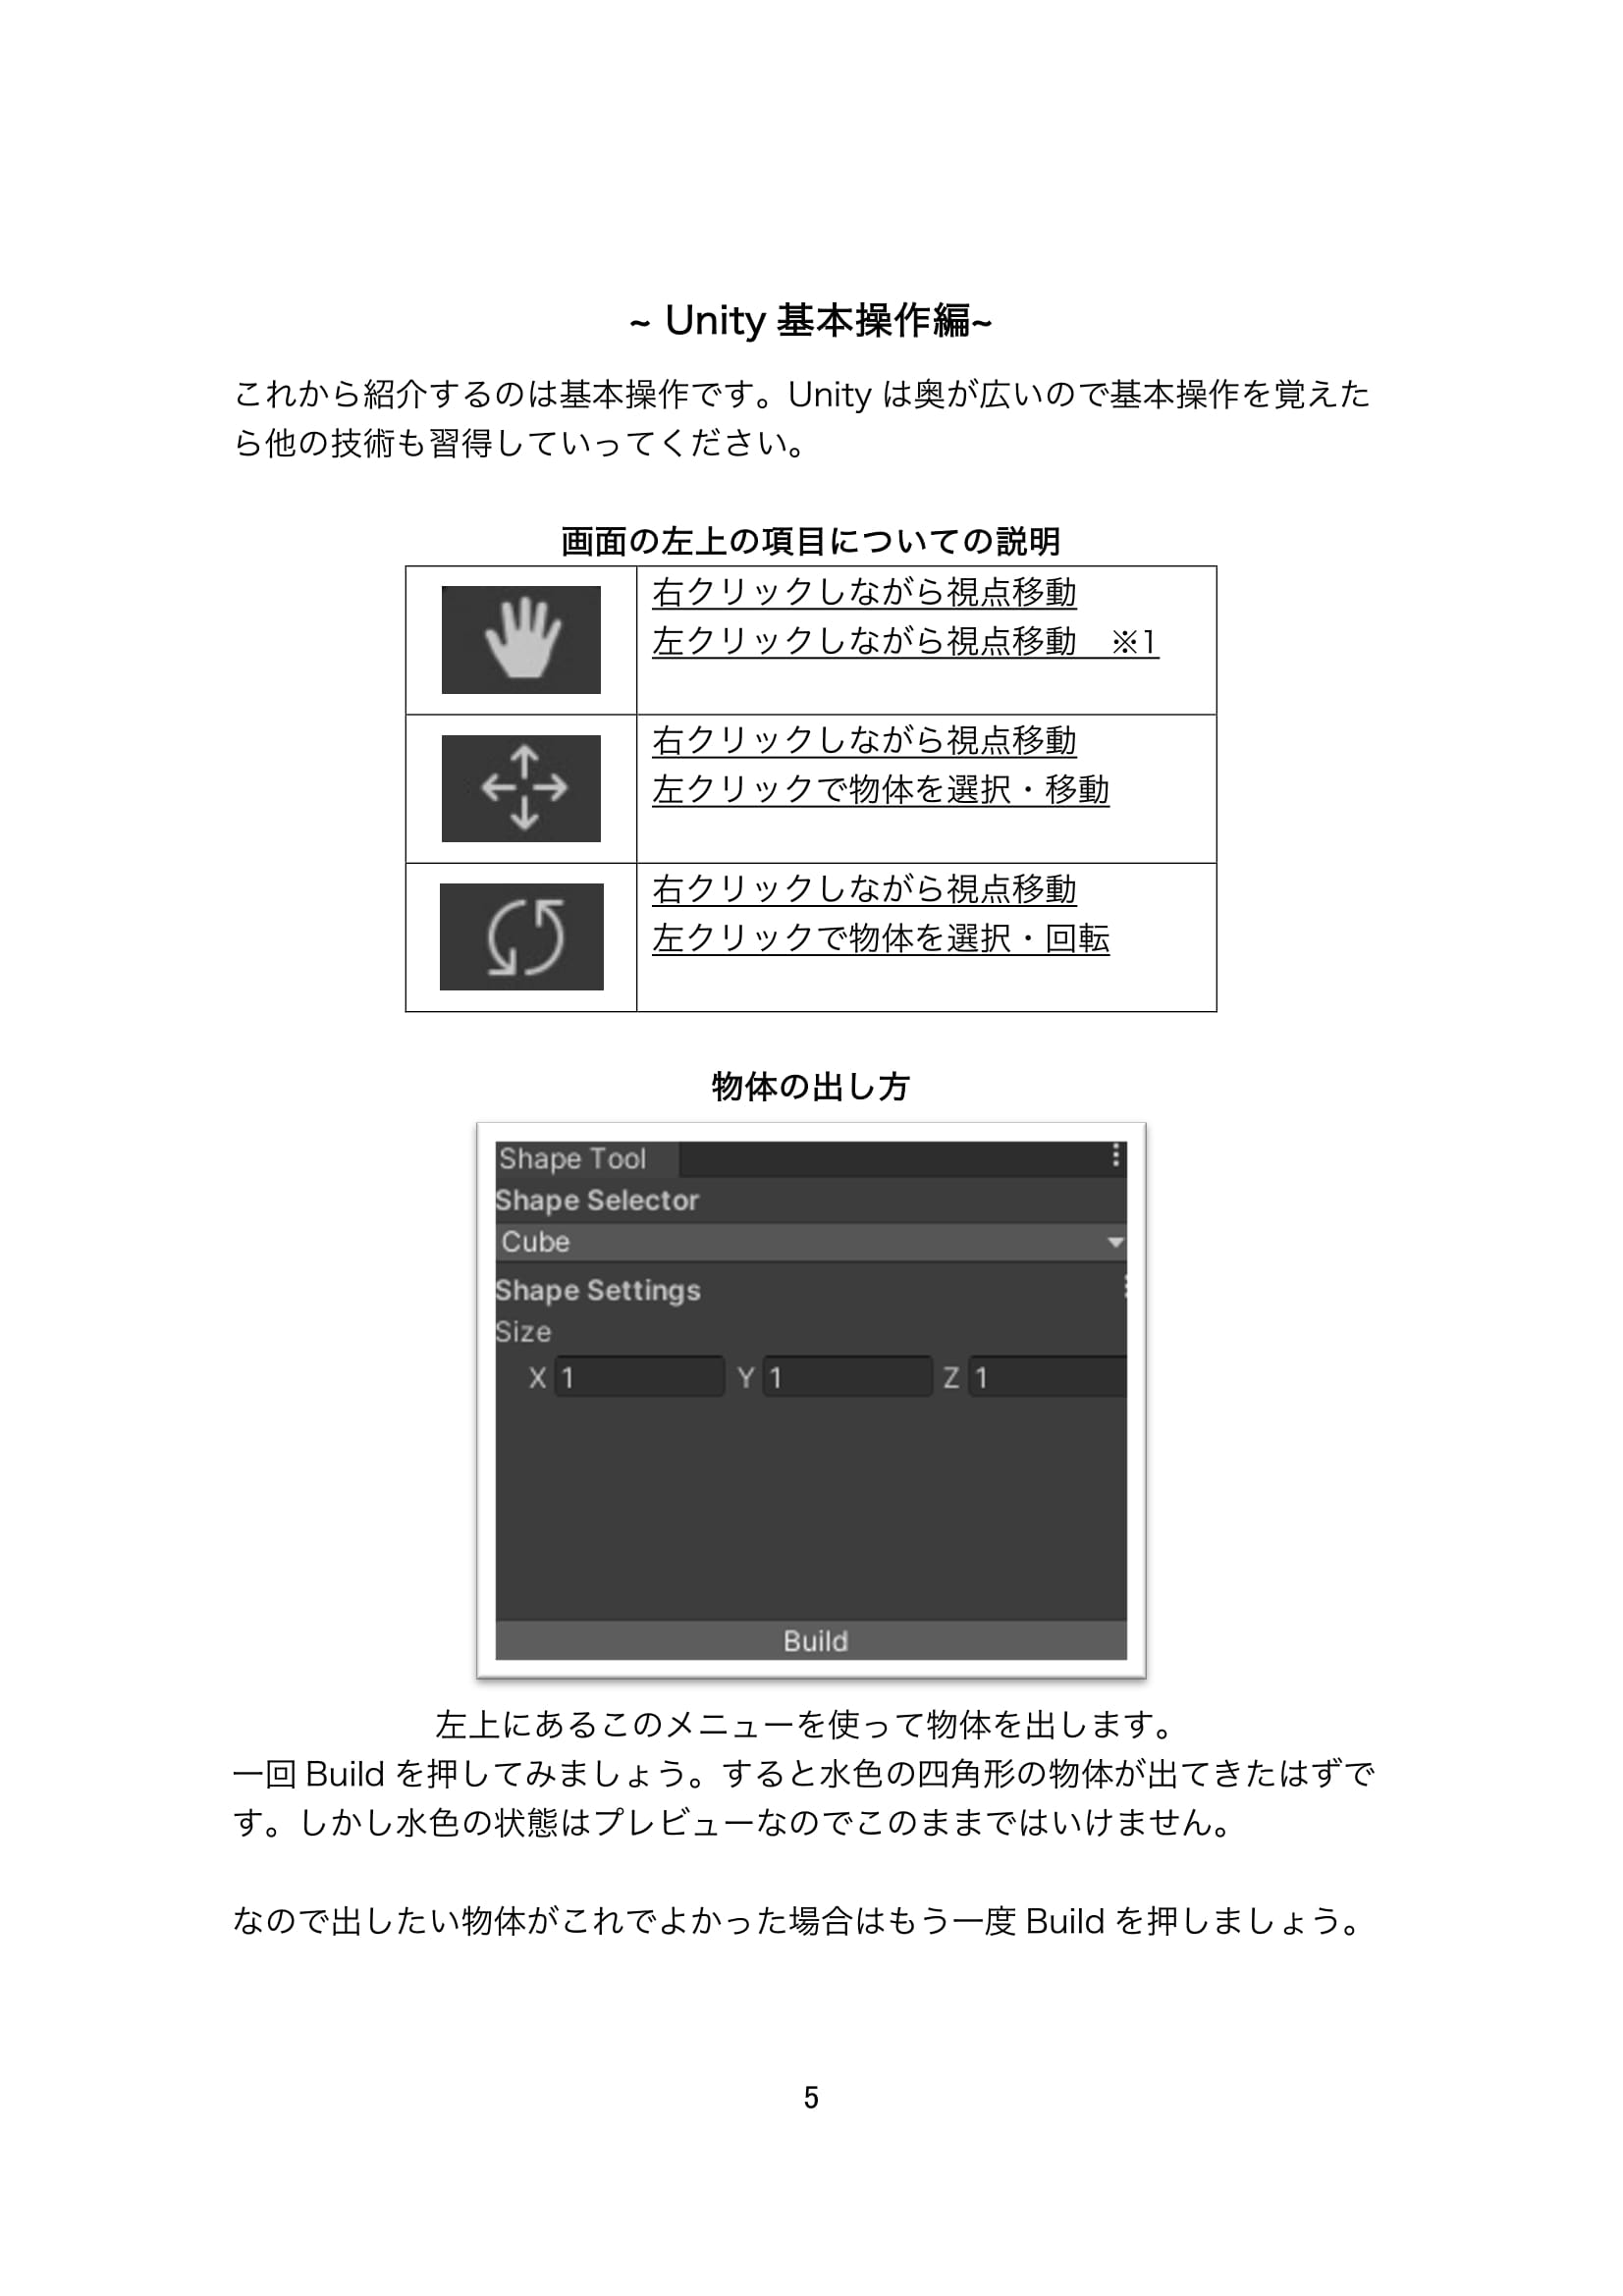 ~ Unity 基本操作編~
これから紹介するのは基本操作です。Unity は奥が広いので基本操作を覚えた
ら他の技術も習得していってください。
画面の左上の項目についての説明
右クリックしながら視点移動
左クリックしながら視点移動　※1
右クリックしながら視点移動
左クリックで物体を選択・移動
右クリックしながら視点移動
左クリックで物体を選択・回転
物体の出し方
Shape Tool
Shape Selector
Cube
Shape Settings
Size
X 1 Y 1 Z 1
Build
左上にあるこのメニューを使って物体を出します。
一回 Build を押してみましょう。すると水色の四角形の物体が出てきたはずで
す。しかし水色の状態はプレビューなのでこのままではいけません。
なので出したい物体がこれでよかった場合はもう一度 Build を押しましょう。
5